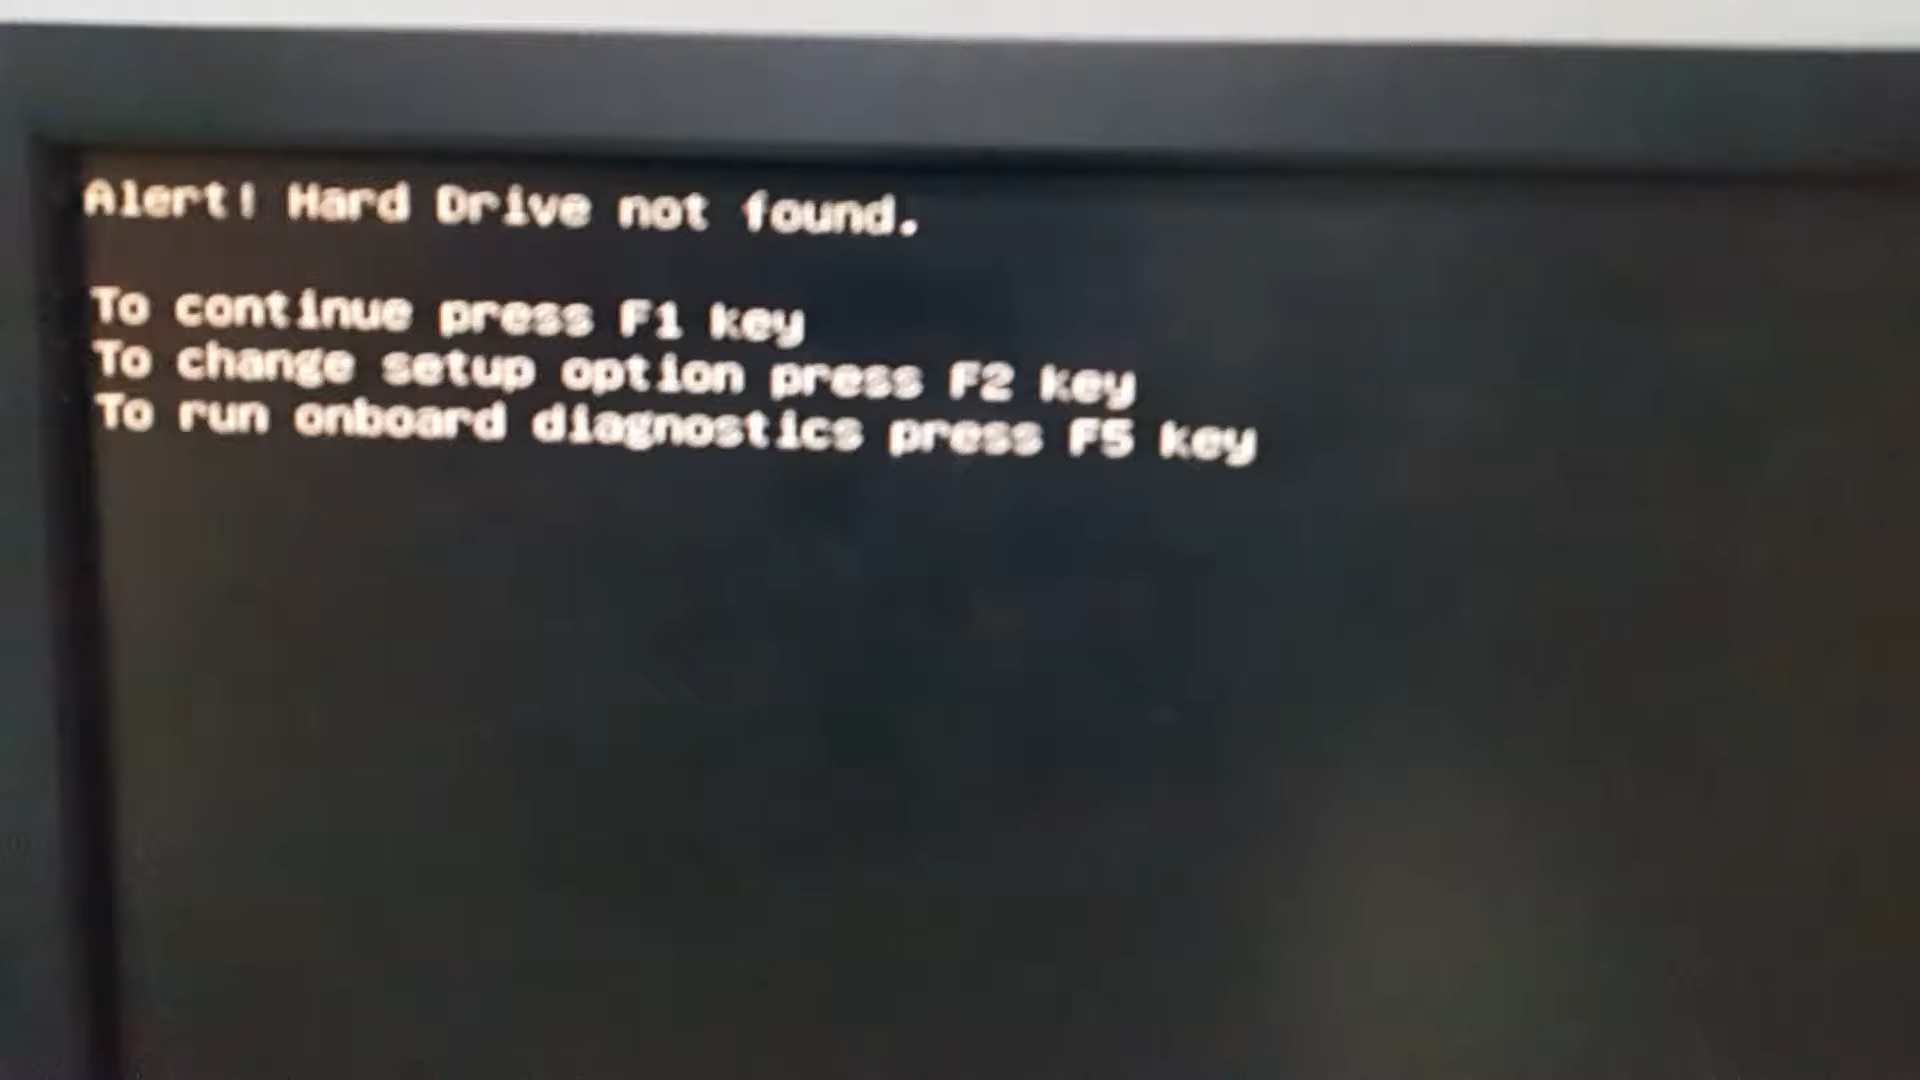 Alert! Hard Drive not found.
To continue press F1 key
To change setup option press F2 key
To run onboard diagnostics press F5 key